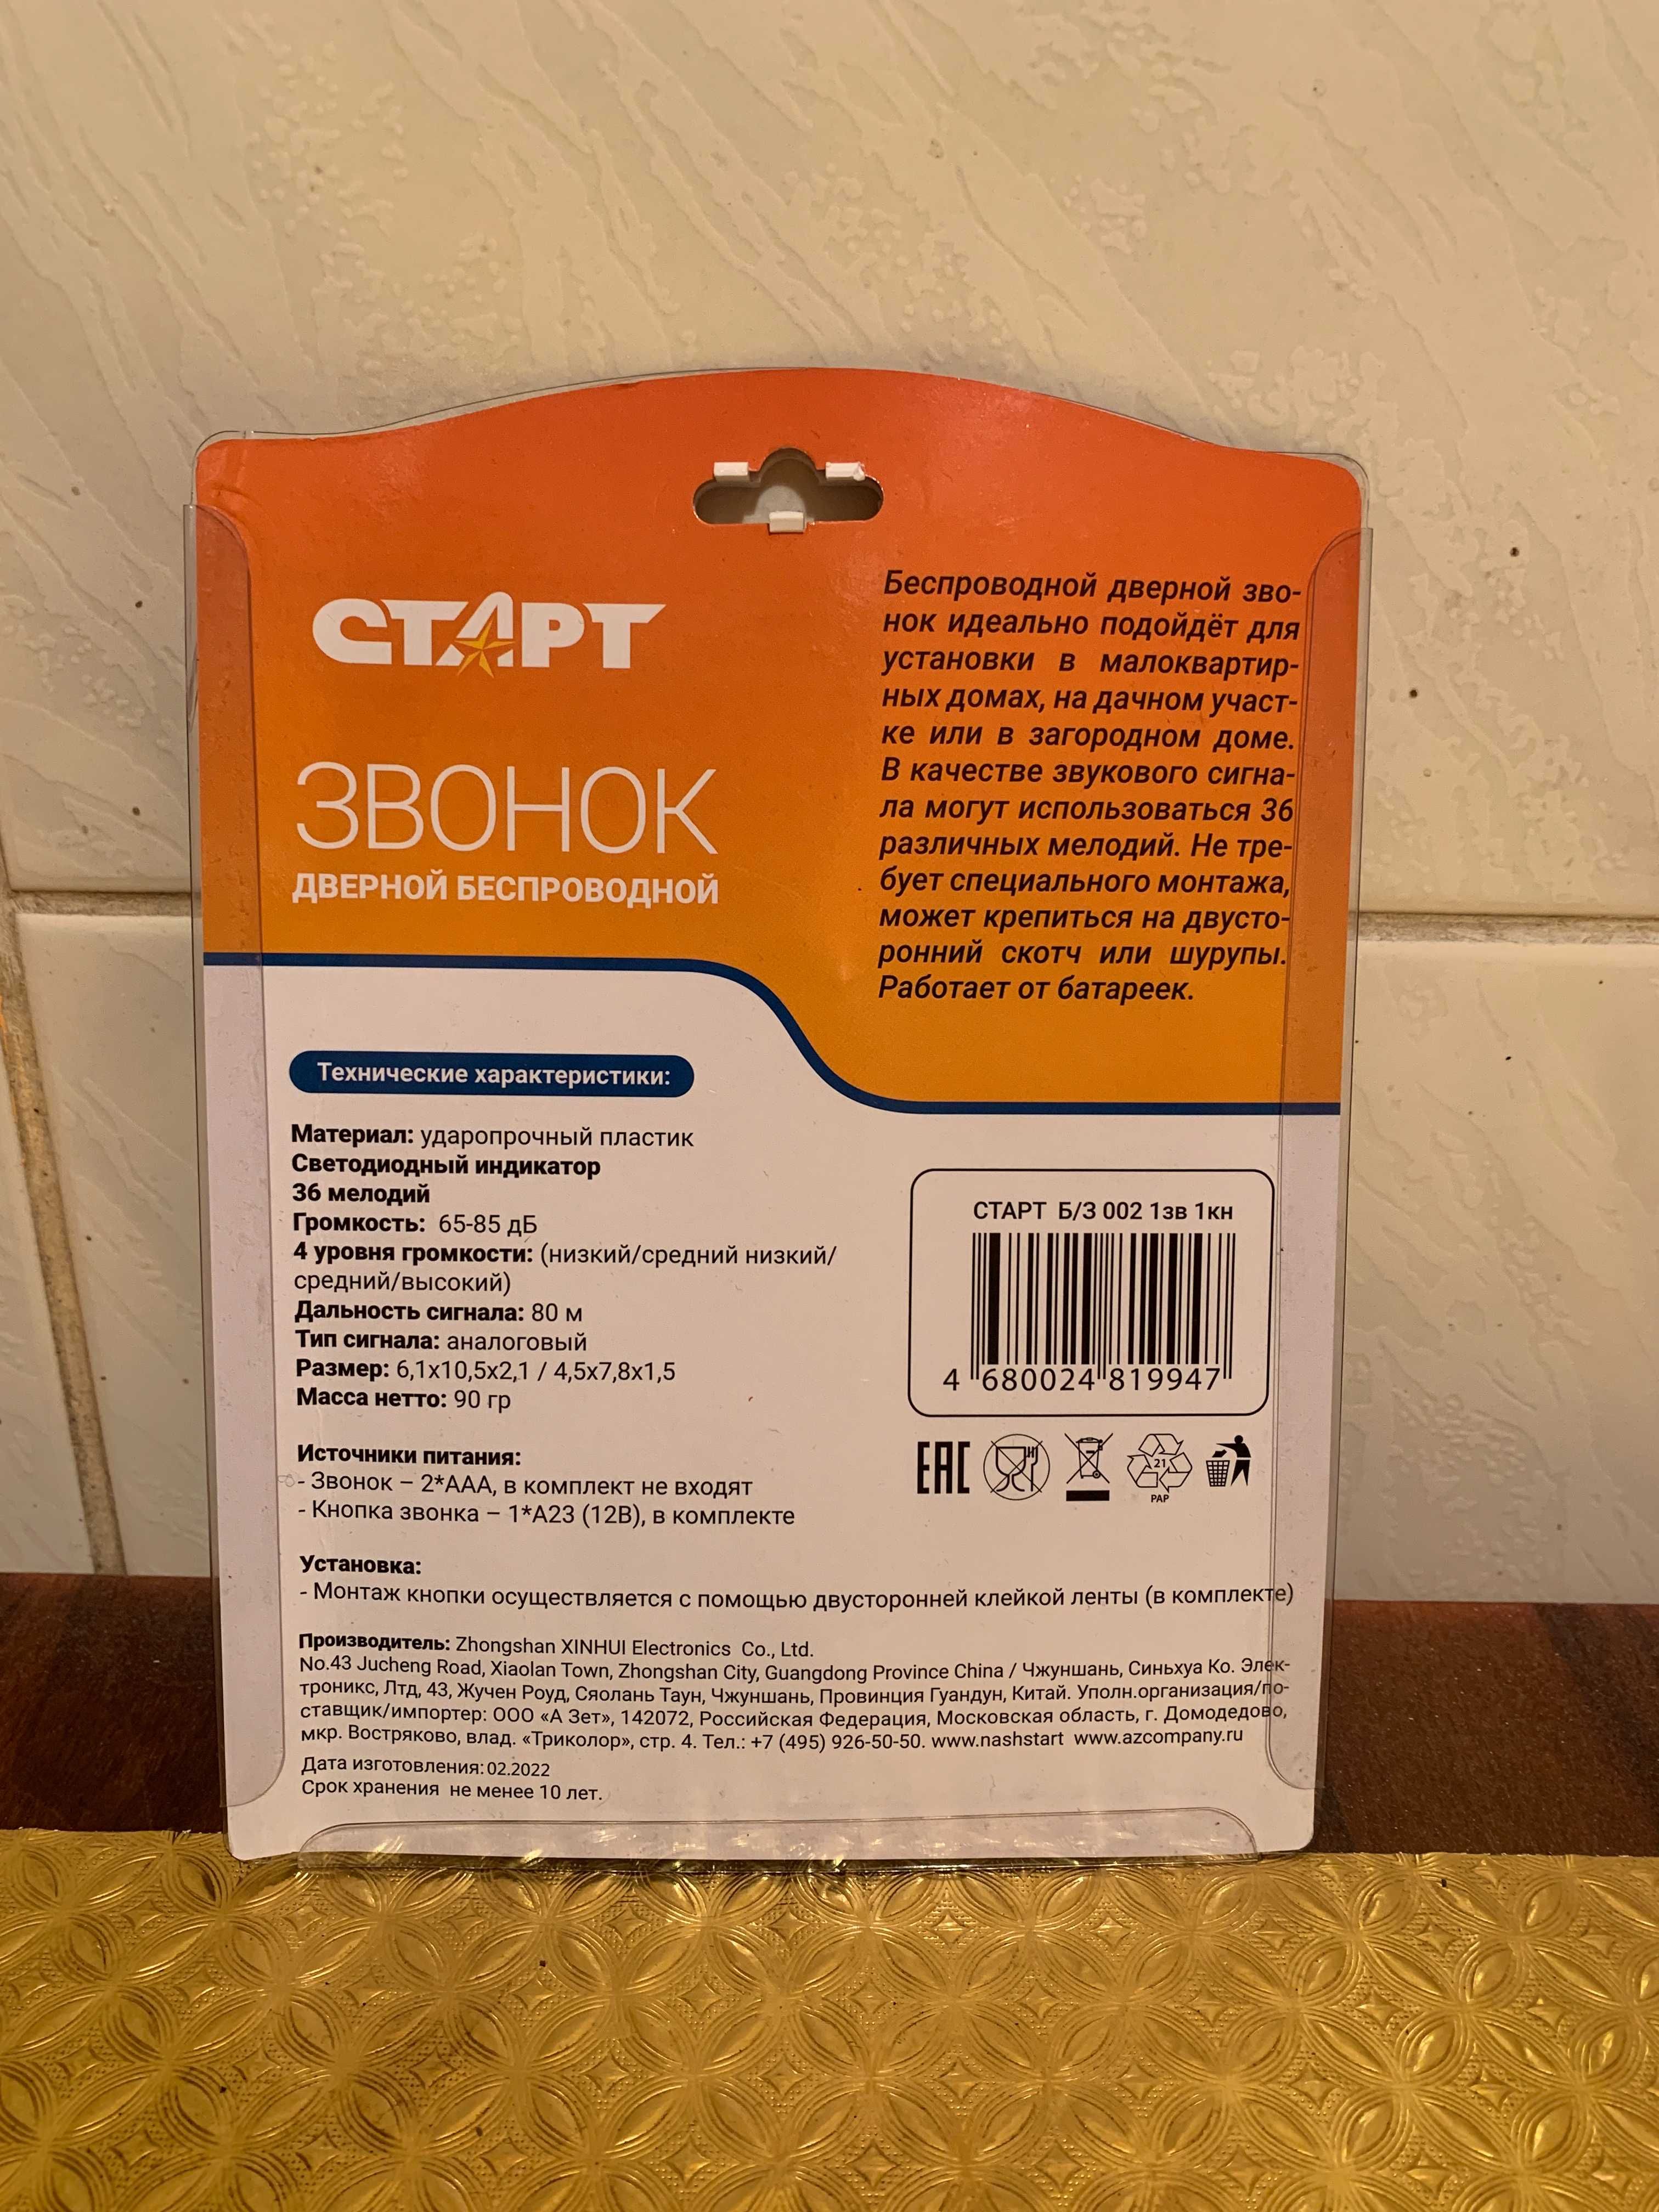 СТАРТ
ЗВОНОК
ДВЕРНОЙ БЕСПРОВОДНОЙ
Беспроводной дверной зво-
нок идеально подойдёт для
установки в малоквартир-
ных домах, на дачном участ-
ке или в загородном доме.
В качестве звукового сигна-
ла могут использоваться 36
различных мелодий. Не тре-
бует специального монтажа,
может крепиться на двусто-
ронний скотч или шурупы.
Работает от батареек.
Технические характеристики:
Материал: ударопрочный пластик
Светодиодный индикатор
36 мелодий
Громкость: 65-85 дБ
4 уровня громкости: (низкий/средний низкий/
средний/высокий)
Дальность сигнала: 80 м
Тип сигнала: аналоговый
Размер: 6,1х10,5х2,1 / 4,5х7,8х1,5
Масса нетто: 90 гр
СТАРТ Б/З 002 1зв 1кн
4 680024 819947
EAC
21
PAP
Источники питания:
- Звонок – 2*ААА, в комплект не входят
- Кнопка звонка – 1*А23 (12В), в комплекте
Установка:
- Монтаж кнопки осуществляется с помощью двусторонней клейкой ленты (в комплекте)
Производитель: Zhongshan XINHUI Electronics Co., Ltd.
No.43 Jucheng Road, Xiaolan Town, Zhongshan City, Guangdong Province China / Чжуншань, Синьхуа Ко. Элек-
троникс, Лтд, 43, Жучен Роуд, Сяолань Таун, Чжуншань, Провинция Гуандун, Китай. Уполн.организация/по-
ставщик/импортер: ООО «А Зет», 142072, Российская Федерация, Московская область, г. Домодедово,
мкр. Востряково, влад. «Триколор», стр. 4. Тел.: +7 (495) 926-50-50. www.nashstart www.azcompany.ru
Дата изготовления: 02.2022
Срок хранения не менее 10 лет.